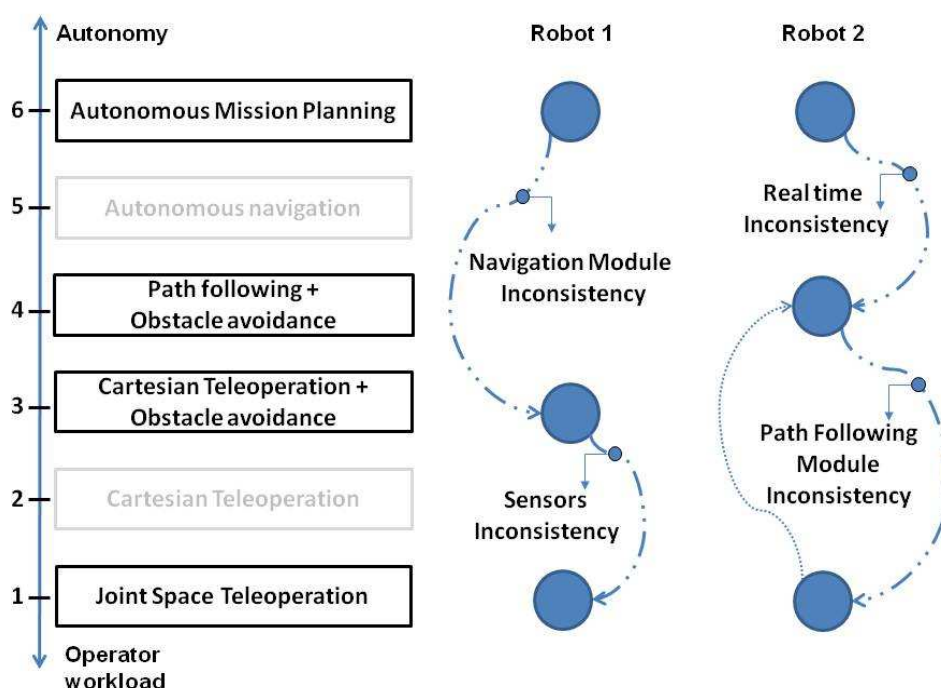 Autonomy
Robot 1
Robot 2
6
Autonomous Mission Planning
5
Autonomous navigation
4
Path following +
Obstacle avoidance
3
Cartesian Teleoperation +
Obstacle avoidance
2
Cartesian Teleoperation
1
Joint Space Teleoperation
Operator
workload
Navigation Module
Inconsistency
Sensors
Inconsistency
Real time
Inconsistency
Path Following
Module
Inconsistency